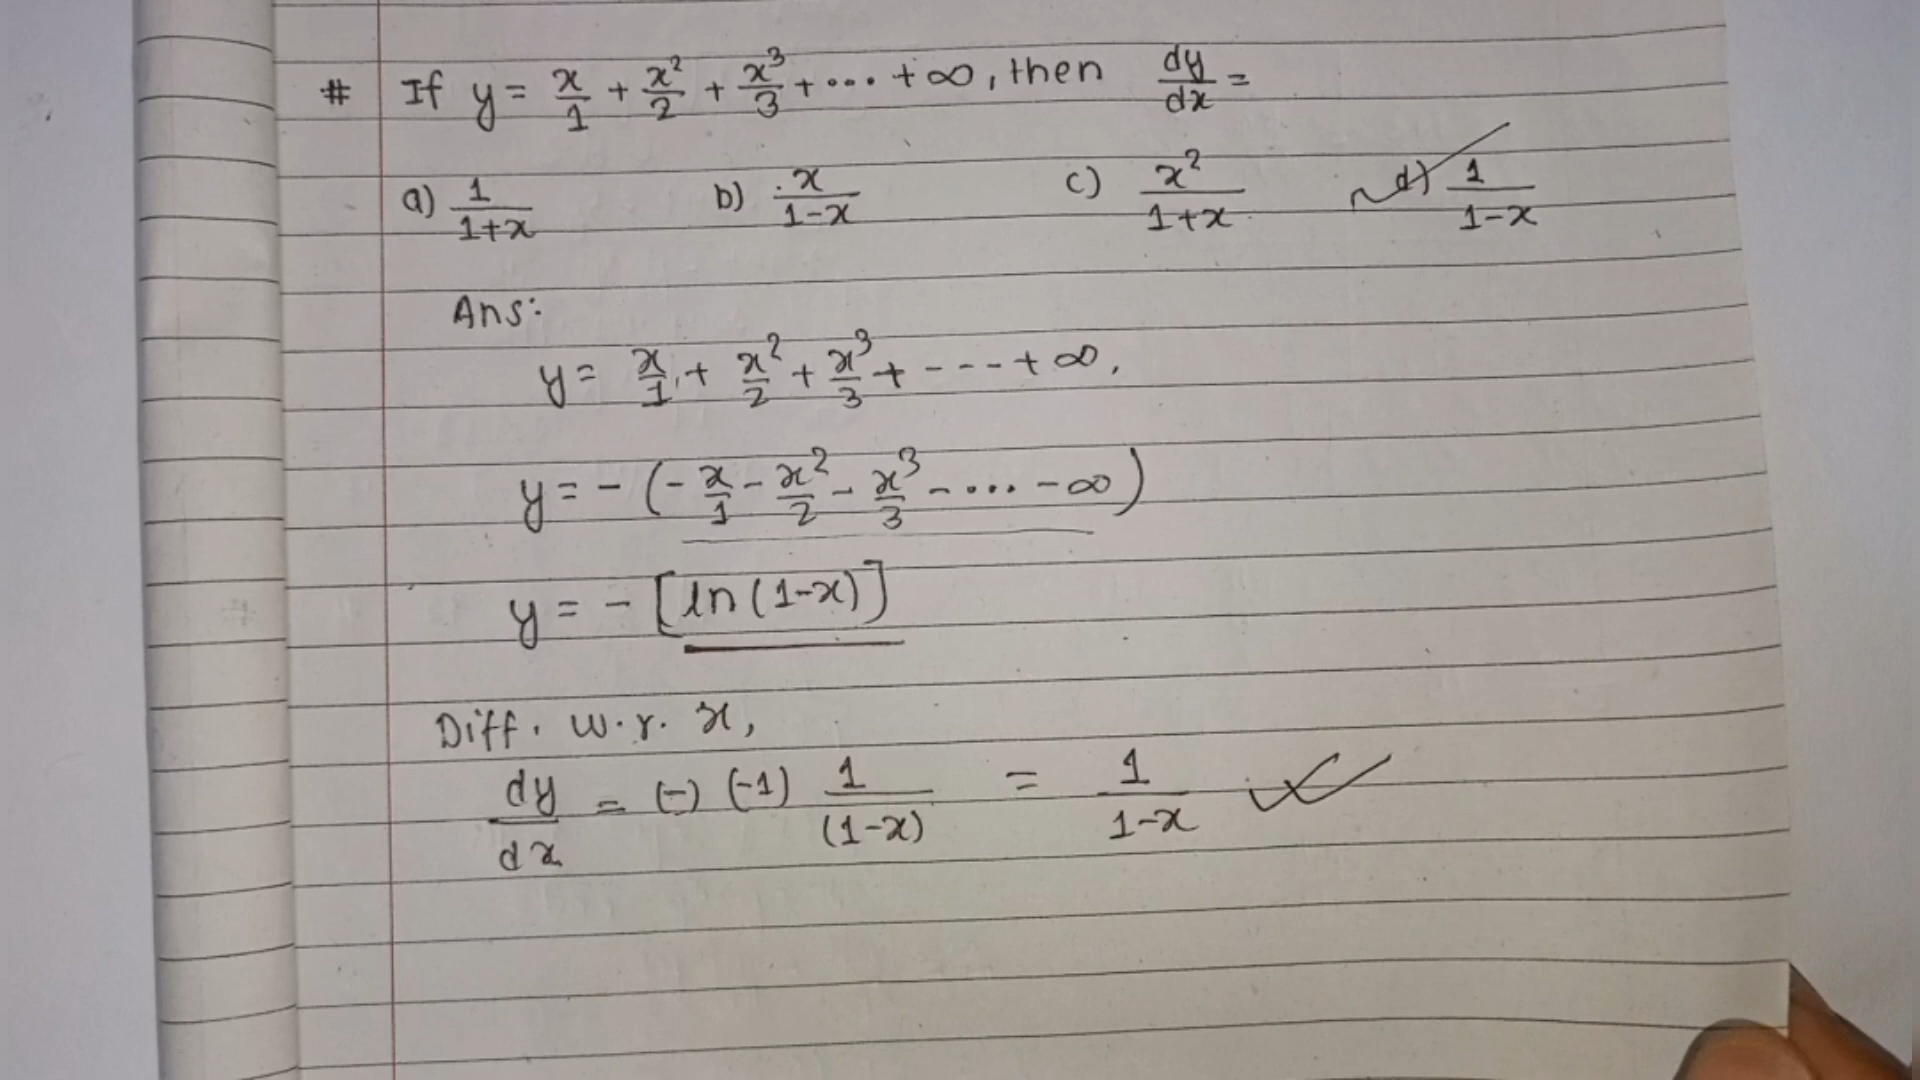 # If y = x/1 + x²/2 + x³/3 + ... + ∞, then dy/dx =
a) 1/(1+x) b) x/(1-x) c) x²/(1+x) d) 1/(1-x)
Ans:
y = x/1 + x²/2 + x³/3 + ---- + ∞,
y = - (- x/1 - x²/2 - x³/3 - ... - ∞)
y = - [ln(1-x)]
Diff. w.r. x,
dy/dx = (-) (-1) 1/(1-x) = 1/(1-x)